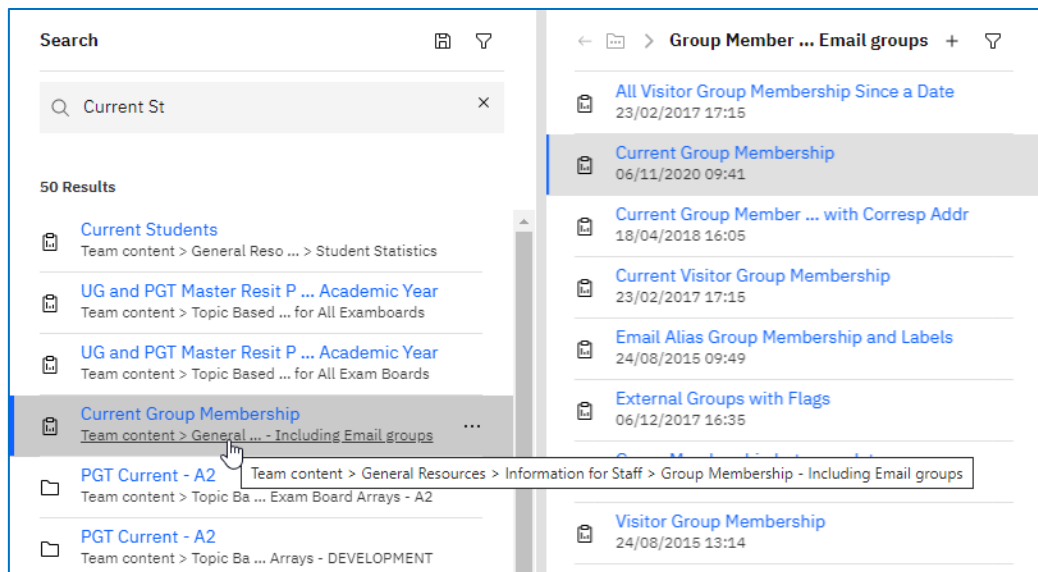 Search
Current St
50 Results
Current Students
Team content > General Reso ... > Student Statistics
UG and PGT Master Resit P ... Academic Year
Team content > Topic Based ... for All Examboards
UG and PGT Master Resit P ... Academic Year
Team content > Topic Based ... for All Exam Boards
Current Group Membership
Team content > General ... - Including Email groups
PGT Current - A2
Team content > Topic Ba ... Exam Board Arrays - A2
PGT Current - A2
Team content > Topic Ba ... Arrays - DEVELOPMENT
Group Member ... Email groups
All Visitor Group Membership Since a Date
23/02/2017 17:15
Current Group Membership
06/11/2020 09:41
Current Group Member ... with Corresp Addr
18/04/2018 16:05
Current Visitor Group Membership
23/02/2017 17:15
Email Alias Group Membership and Labels
24/08/2015 09:49
External Groups with Flags
06/12/2017 16:35
Team content > General Resources > Information for Staff > Group Membership - Including Email groups
Visitor Group Membership
24/08/2015 13:14